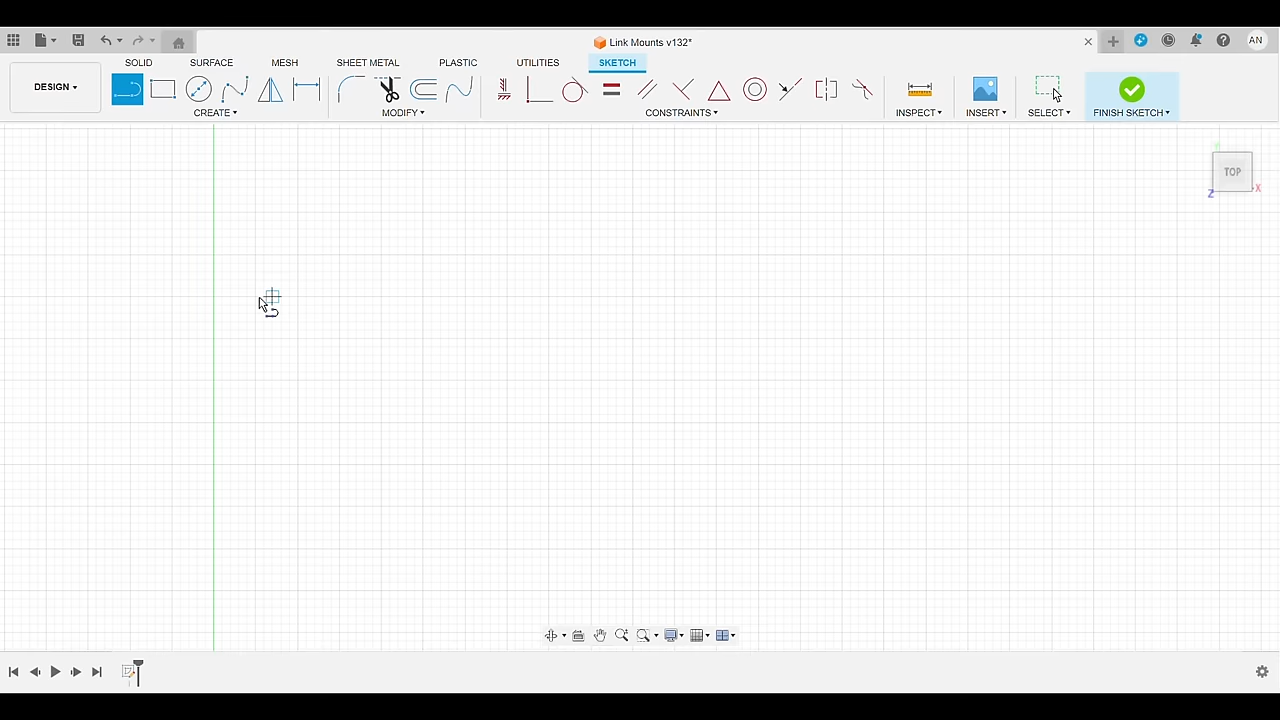 Link Mounts v132*
AN
SOLID
SURFACE
MESH
SHEET METAL
PLASTIC
UTILITIES
SKETCH
DESIGN
CREATE
MODIFY
CONSTRAINTS
INSPECT
INSERT
SELECT
FINISH SKETCH
Y
TOP
Z
X